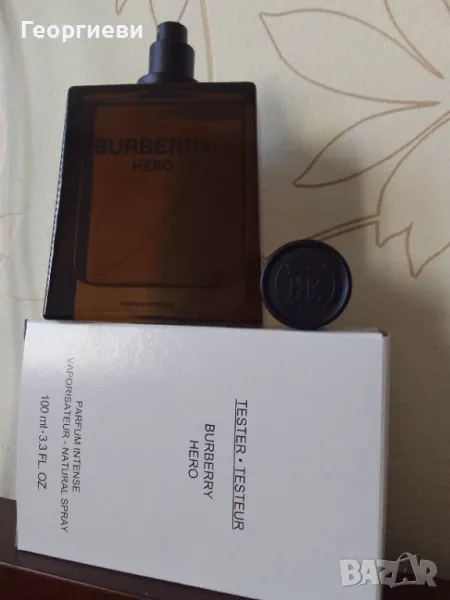 Георгиеви
BURBERRY
HERO
PARFUM INTENSE
TESTER • TESTEUR
BURBERRY
HERO
PARFUM INTENSE
VAPORISATEUR - NATURAL SPRAY
100 ml · 3.3 FL. OZ.
BAZAR